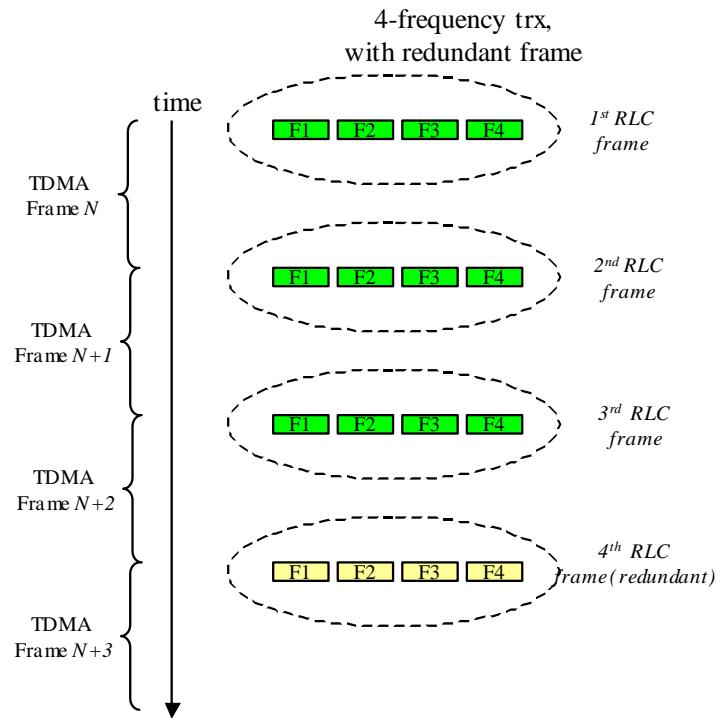 4-frequency trx,
with redundant frame
time
TDMA
Frame N
F1 F2 F3 F4
1st RLC
frame
TDMA
Frame N+1
F1 F2 F3 F4
2nd RLC
frame
TDMA
Frame N+2
F1 F2 F3 F4
3rd RLC
frame
TDMA
Frame N+3
F1 F2 F3 F4
4th RLC
frame(redundant)